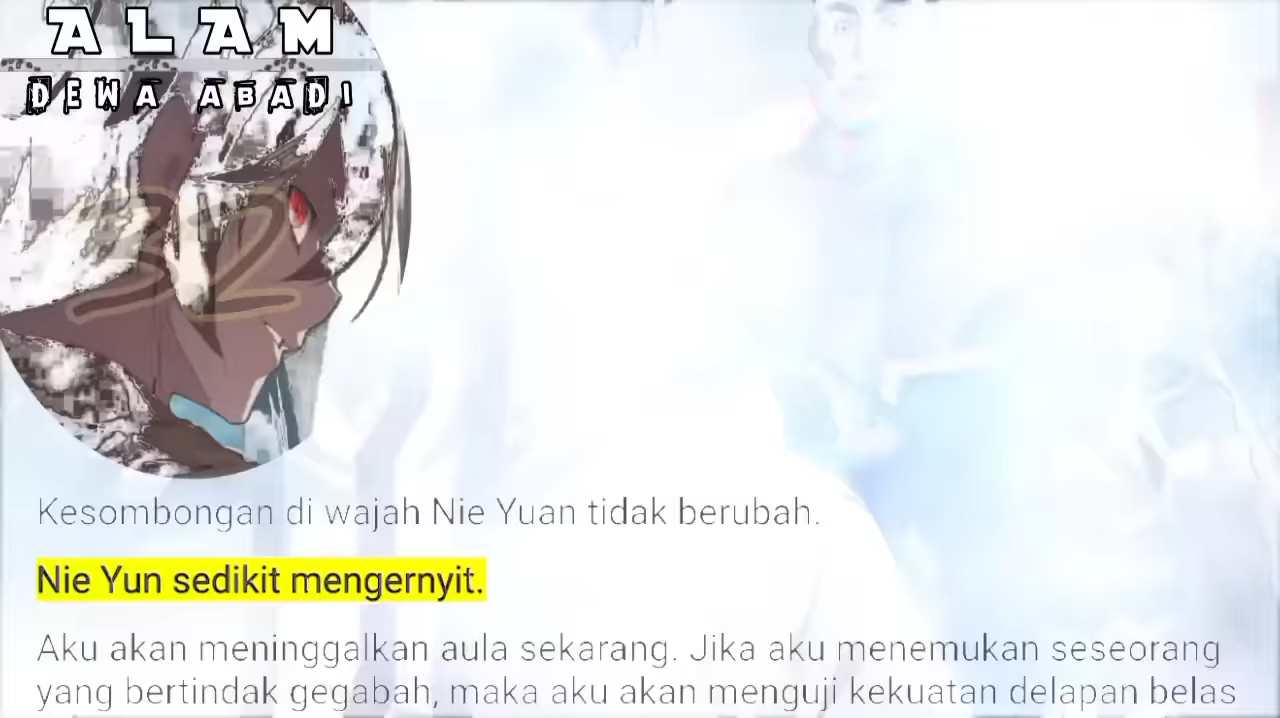 ALAM
DEWA ABADI
32
Kesombongan di wajah Nie Yuan tidak berubah.
Nie Yun sedikit mengernyit.
Aku akan meninggalkan aula sekarang. Jika aku menemukan seseorang
yang bertindak gegabah, maka aku akan menguji kekuatan delapan belas